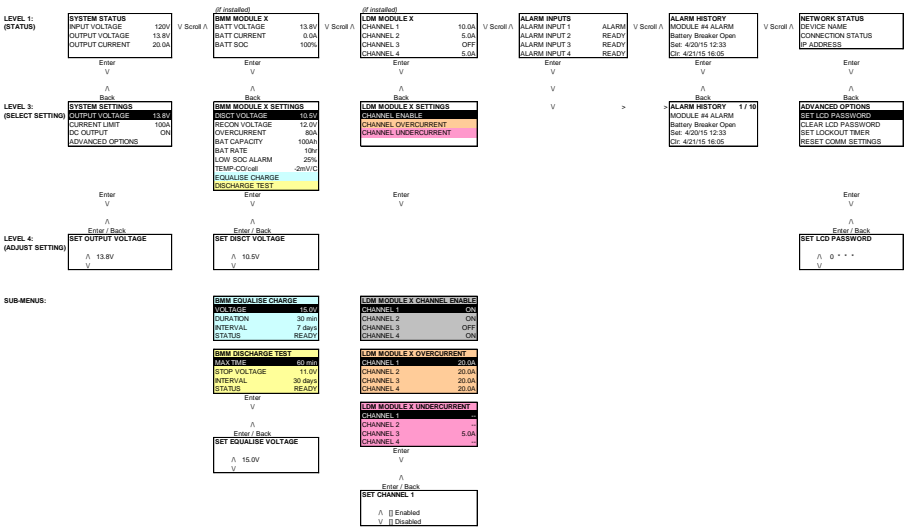 (if installed)
(if installed)
LEVEL 1:
(STATUS)
SYSTEM STATUS
INPUT VOLTAGE 120V
OUTPUT VOLTAGE 13.8V
OUTPUT CURRENT 20.0A
V Scroll /\
BMM MODULE X
BATT VOLTAGE 13.8V
BATT CURRENT 0.0A
BATT SOC 100%
\/ Scroll /\
LDM MODULE X
CHANNEL 1 10.0A
CHANNEL 2 5.0A
CHANNEL 3 OFF
CHANNEL 4 5.0A
\/ Scroll /\
ALARM INPUTS
ALARM INPUT 1 ALARM
ALARM INPUT 2 READY
ALARM INPUT 3 READY
ALARM INPUT 4 READY
\/ Scroll /\
ALARM HISTORY
MODULE #4 ALARM
Battery Breaker Open
Set: 4/20/15 12:33
Clr: 4/21/15 16:05
\/ Scroll /\
NETWORK STATUS
DEVICE NAME
CONNECTION STATUS
IP ADDRESS
Enter Enter Enter Enter Enter Enter
\/ \/ \/ \/ \/ \/
/\ /\ /\ /\ /\
Back Back Back Back Back
LEVEL 3:
(SELECT SETTING)
SYSTEM SETTINGS
OUTPUT VOLTAGE 13.8V
CURRENT LIMIT 100A
DC OUTPUT ON
ADVANCED OPTIONS
BMM MODULE X SETTINGS
DISCT VOLTAGE 10.5V
RECON VOLTAGE 12.0V
OVERCURRENT 80A
BAT CAPACITY 100Ah
BAT RATE 10hr
LOW SOC ALARM 25%
TEMP-CO/cell -2mV/C
EQUALISE CHARGE
DISCHARGE TEST
LDM MODULE X SETTINGS
CHANNEL ENABLE
CHANNEL OVERCURRENT
CHANNEL UNDERCURRENT
\/ > >
ALARM HISTORY 1 / 10
MODULE #4 ALARM
Battery Breaker Open
Set: 4/20/15 12:33
Clr: 4/21/15 16:05
ADVANCED OPTIONS
SET LCD PASSWORD
CLEAR LCD PASSWORD
SET LOCKOUT TIMER
RESET COMM SETTINGS
Enter Enter Enter Enter
\/ \/ \/ \/
/\ /\ /\
Enter / Back Enter / Back Enter / Back
LEVEL 4:
(ADJUST SETTING)
SET OUTPUT VOLTAGE
/\ 13.8V
\/
SET DISCT VOLTAGE
/\ 10.5V
\/
SET LCD PASSWORD
/\ 0 * * *
\/
SUB-MENUS:
BMM EQUALISE CHARGE
VOLTAGE 15.0V
DURATION 30 min
INTERVAL 7 days
STATUS READY
LDM MODULE X CHANNEL ENABLE
CHANNEL 1 ON
CHANNEL 2 ON
CHANNEL 3 OFF
CHANNEL 4 ON
BMM DISCHARGE TEST
MAX TIME 60 min
STOP VOLTAGE 11.0V
INTERVAL 30 days
STATUS READY
LDM MODULE X OVERCURRENT
CHANNEL 1 20.0A
CHANNEL 2 20.0A
CHANNEL 3 20.0A
CHANNEL 4 20.0A
Enter
\/
/\
Enter / Back
LDM MODULE X UNDERCURRENT
CHANNEL 1 --
CHANNEL 2 --
CHANNEL 3 5.0A
CHANNEL 4 --
SET EQUALISE VOLTAGE
/\ 15.0V
\/
Enter
\/
/\
Enter / Back
SET CHANNEL 1
/\ [] Enabled
\/ [] Disabled